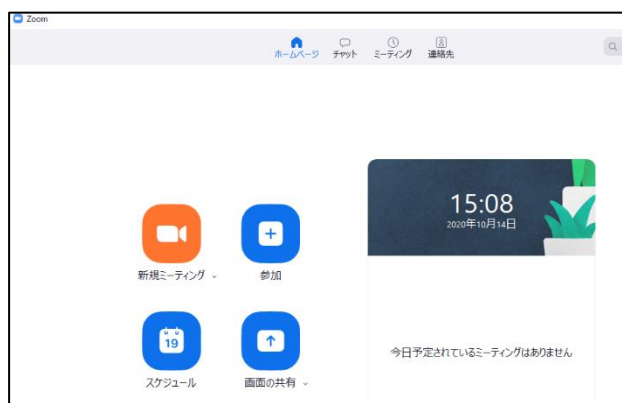 Zoom
ホームページ チャット ミーティング 連絡先
15:08
2020年10月14日
新規ミーティング 参加
19
スケジュール 画面の共有
今日予定されているミーティングはありません